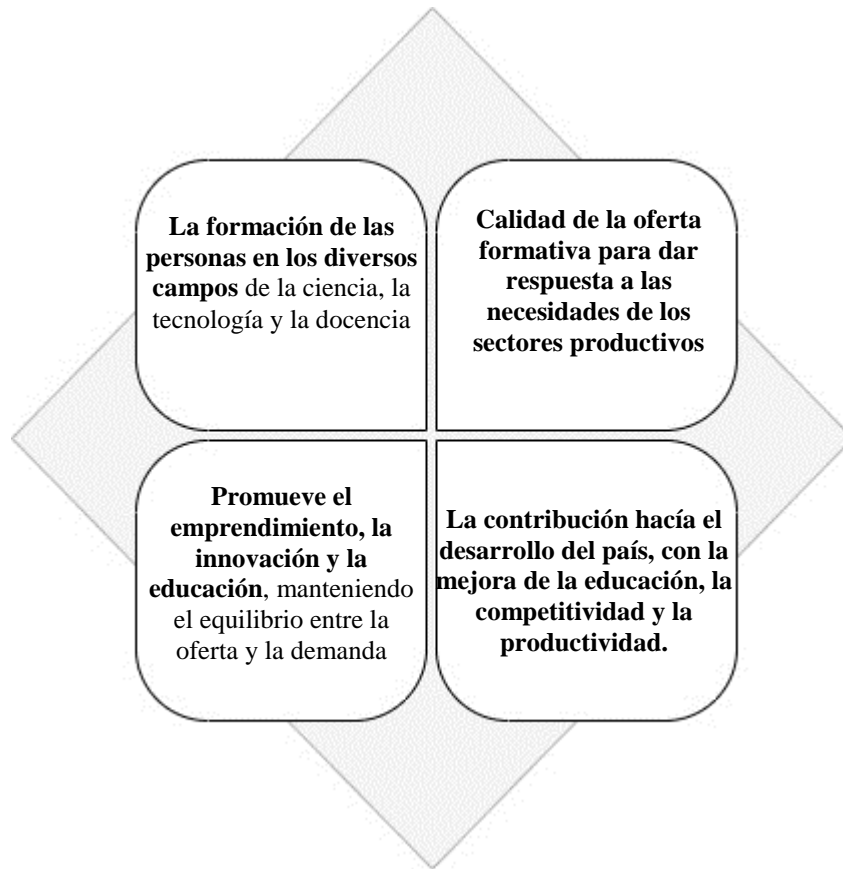 La formación de las
personas en los diversos
campos de la ciencia, la
tecnología y la docencia
Calidad de la oferta
formativa para dar
respuesta a las
necesidades de los
sectores productivos
Promueve el
emprendimiento, la
innovación y la
educación, manteniendo
el equilibrio entre la
oferta y la demanda
La contribución hacía el
desarrollo del país, con la
mejora de la educación, la
competitividad y la
productividad.